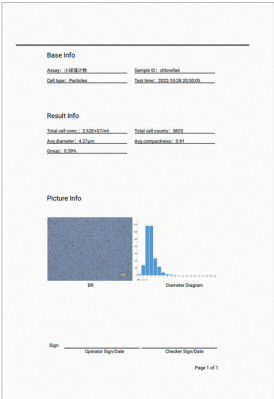 Base Info
Assay: 小球藻计数
Sample ID: chlorella6
Cell type: Particles
Test time: 2022-10-28 20:30:05
Result Info
Total cell conc.: 2.62E+07/ml
Total cell counts: 5805
Avg diameter: 4.27μm
Avg compactness: 0.91
Group: 0.59%
Picture Info
BR
Diameter Diagram
Sign:
Operator Sign/Date
Checker Sign/Date
Page 1 of 1